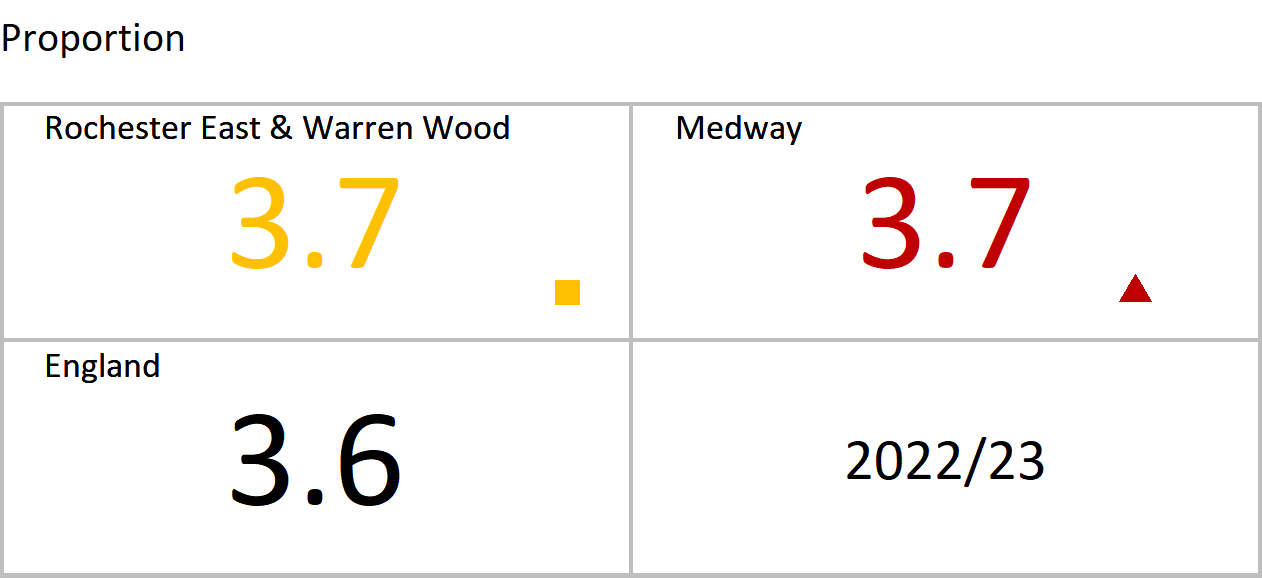 Proportion
Rochester East & Warren Wood
3.7
Medway
3.7
England
3.6
2022/23